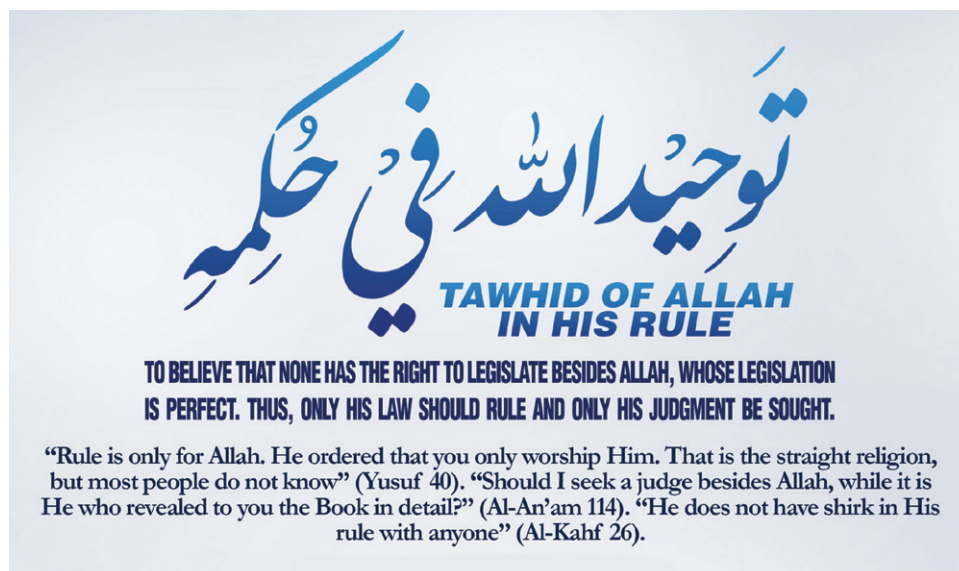 تَوحِيْدِ اللّٰه فِيْ حُكمِهِ
TAWHID OF ALLAH
IN HIS RULE
TO BELIEVE THAT NONE HAS THE RIGHT TO LEGISLATE BESIDES ALLAH, WHOSE LEGISLATION
IS PERFECT. THUS, ONLY HIS LAW SHOULD RULE AND ONLY HIS JUDGMENT BE SOUGHT.
“Rule is only for Allah. He ordered that you only worship Him. That is the straight religion,
but most people do not know” (Yusuf 40). “Should I seek a judge besides Allah, while it is
He who revealed to you the Book in detail?” (Al-An’am 114). “He does not have shirk in His
rule with anyone” (Al-Kahf 26).